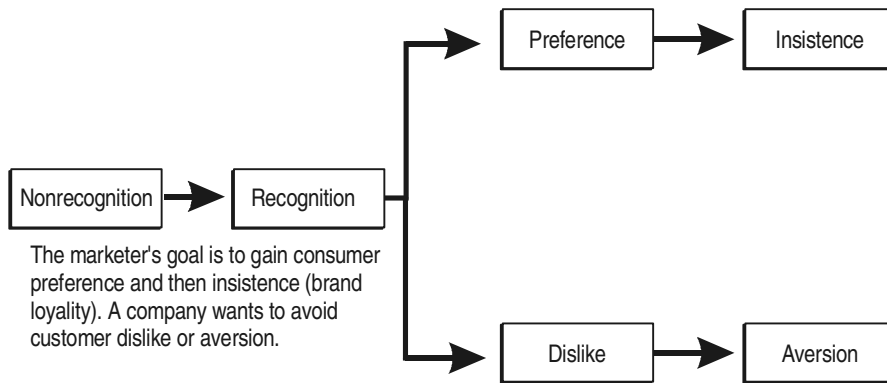 Preference
Insistence
Nonrecognition
Recognition
The marketer's goal is to gain consumer
preference and then insistence (brand
loyality). A company wants to avoid
customer dislike or aversion.
Dislike
Aversion